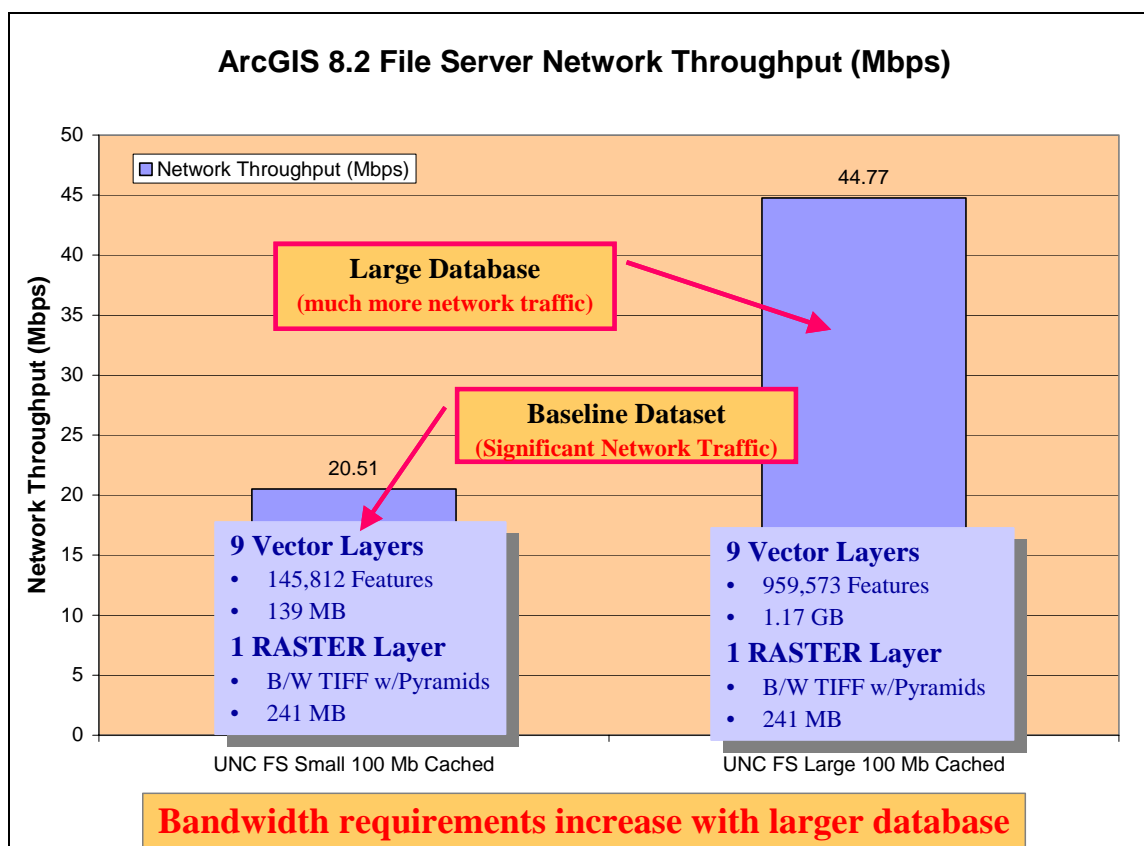 ArcGIS 8.2 File Server Network Throughput (Mbps)
Network Throughput (Mbps)
50
45
40
35
30
25
20
15
10
5
0
Network Throughput (Mbps)
44.77
Large Database
(much more network traffic)
Baseline Dataset
(Significant Network Traffic)
20.51
9 Vector Layers
• 145,812 Features
• 139 MB
1 RASTER Layer
• B/W TIFF w/Pyramids
• 241 MB
9 Vector Layers
• 959,573 Features
• 1.17 GB
1 RASTER Layer
• B/W TIFF w/Pyramids
• 241 MB
UNC FS Small 100 Mb Cached
UNC FS Large 100 Mb Cached
Bandwidth requirements increase with larger database